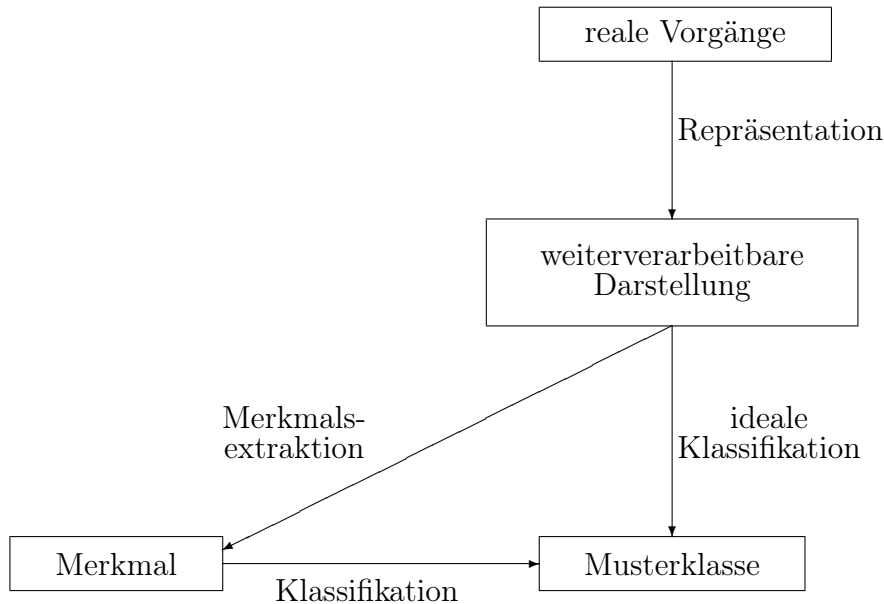 reale Vorgänge
Repräsentation
weiterverarbeitbare
Darstellung
Merkmals-
extraktion
ideale
Klassifikation
Merkmal
Klassifikation
Musterklasse